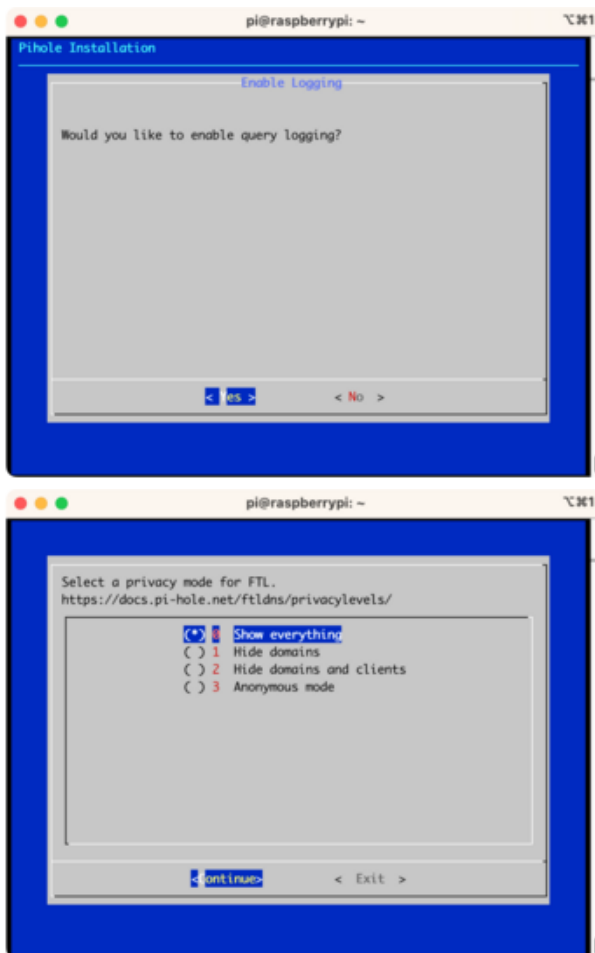 pi@raspberrypi: ~ ⌥⌘1
Pihole Installation
Enable Logging
Would you like to enable query logging?
< Yes > < No >
pi@raspberrypi: ~ ⌥⌘1
Select a privacy mode for FTL.
https://docs.pi-hole.net/ftldns/privacylevels/
(*) 0 Show everything
( ) 1 Hide domains
( ) 2 Hide domains and clients
( ) 3 Anonymous mode
<Continue> < Exit >